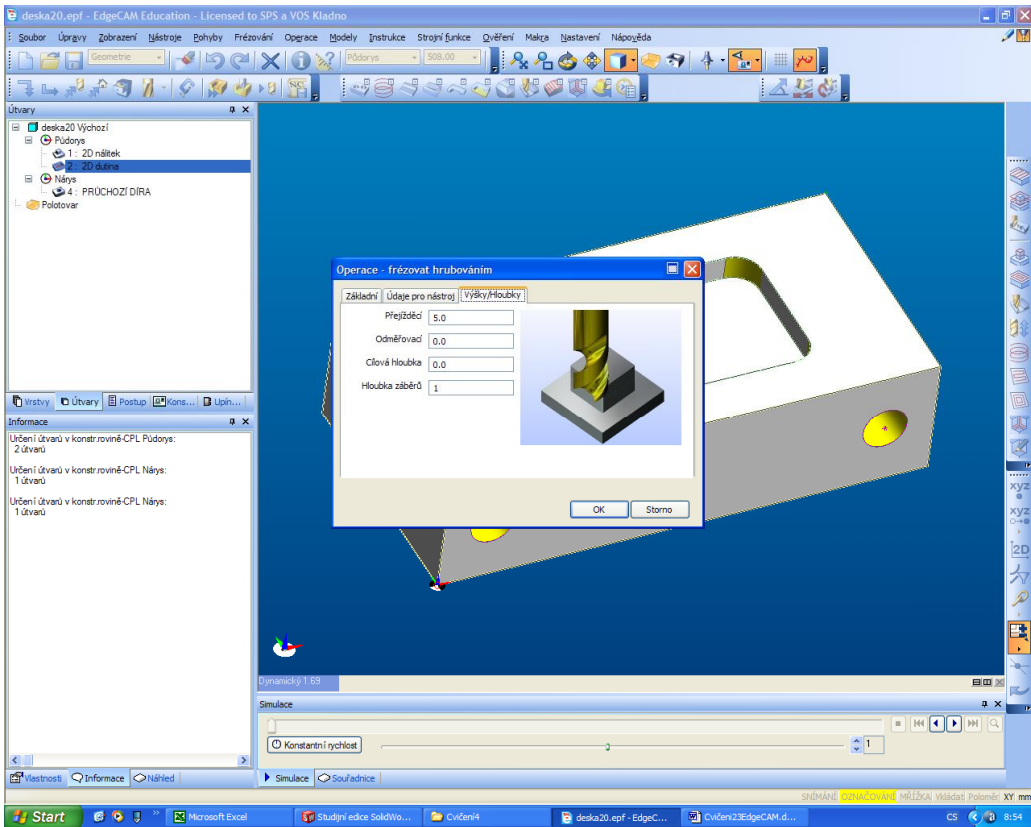 deska20.epf - EdgeCAM Education - Licensed to SPS a VOS Kladno
Soubor Úpravy Zobrazení Nástroje Pohyby Frézování Operace Modely Instrukce Strojní funkce Ověření Makra Nastavení Nápověda
Geometrie Půdorys 508.00
Útvary
deska20 Výchozí
Půdorys
1 : 2D nálitek
2 : 2D dutina
Nárys
4 : PRŮCHOZÍ DÍRA
Polotovar
Operace - frézovat hrubováním
Základní Údaje pro nástroj Výšky/Hloubky
Přejížděcí 5.0
Odměřovací 0.0
Cílová hloubka 0.0
Hloubka záběrů 1
OK Storno
Vrstvy Útvary Postup Kons... Upín...
Informace
Určení útvarů v konstr.rovině-CPL Půdorys:
2 útvarů
Určení útvarů v konstr.rovině-CPL Nárys:
1 útvarů
Určení útvarů v konstr.rovině-CPL Nárys:
1 útvarů
xyz
xyz
2D
Dynamický 1.69
Simulace
Konstantní rychlost 1
Vlastnosti Informace Náhled Simulace Souřadnice
SNÍMÁNÍ OZNAČOVÁNÍ MŘÍŽKA Vkládat Poloměr XY mm
Start Microsoft Excel Studijní edice SolidWo... Cvičení4 deska20.epf - EdgeC... Cvičení23EdgeCAM.d... CS 8:54